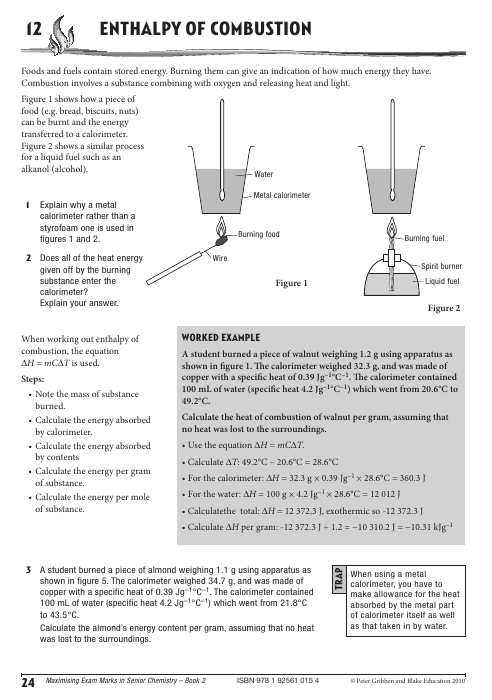 12 ENTHALPY OF COMBUSTION
Foods and fuels contain stored energy. Burning them can give an indication of how much energy they have.
Combustion involves a substance combining with oxygen and releasing heat and light.
Figure 1 shows how a piece of
food (e.g. bread, biscuits, nuts)
can be burnt and the energy
transferred to a calorimeter.
Figure 2 shows a similar process
for a liquid fuel such as an
alkanol (alcohol).
1 Explain why a metal
calorimeter rather than a
styrofoam one is used in
figures 1 and 2.
2 Does all of the heat energy
given off by the burning
substance enter the
calorimeter?
Explain your answer.
Water
Metal calorimeter
Burning food
Wire
Figure 1
Burning fuel
Spirit burner
Liquid fuel
Figure 2
When working out enthalpy of
combustion, the equation
ΔH = mCΔT is used.
Steps:
• Note the mass of substance
burned.
• Calculate the energy absorbed
by calorimeter.
• Calculate the energy absorbed
by contents
• Calculate the energy per gram
of substance.
• Calculate the energy per mole
of substance.
WORKED EXAMPLE
A student burned a piece of walnut weighing 1.2 g using apparatus as
shown in figure 1. The calorimeter weighed 32.3 g, and was made of
copper with a specific heat of 0.39 Jg⁻¹°C⁻¹. The calorimeter contained
100 mL of water (specific heat 4.2 Jg⁻¹°C⁻¹) which went from 20.6°C to
49.2°C.
Calculate the heat of combustion of walnut per gram, assuming that
no heat was lost to the surroundings.
• Use the equation ΔH = mCΔT.
• Calculate ΔT: 49.2°C – 20.6°C = 28.6°C
• For the calorimeter: ΔH = 32.3 g × 0.39 Jg⁻¹ × 28.6°C = 360.3 J
• For the water: ΔH = 100 g × 4.2 Jg⁻¹ × 28.6°C = 12 012 J
• Calculatethe total: ΔH = 12 372.3 J, exothermic so -12 372.3 J
• Calculate ΔH per gram: -12 372.3 J ÷ 1.2 = –10 310.2 J = –10.31 kJg⁻¹
3 A student burned a piece of almond weighing 1.1 g using apparatus as
shown in figure 5. The calorimeter weighed 34.7 g, and was made of
copper with a specific heat of 0.39 Jg⁻¹°C⁻¹. The calorimeter contained
100 mL of water (specific heat 4.2 Jg⁻¹°C⁻¹) which went from 21.8°C
to 43.5°C.
Calculate the almond's energy content per gram, assuming that no heat
was lost to the surroundings.
TRAP
When using a metal
calorimeter, you have to
make allowance for the heat
absorbed by the metal part
of calorimeter itself as well
as that taken in by water.
24 Maximising Exam Marks in Senior Chemistry – Book 2 ISBN 978 1 92561 015 4 © Peter Gribben and Blake Education 2010